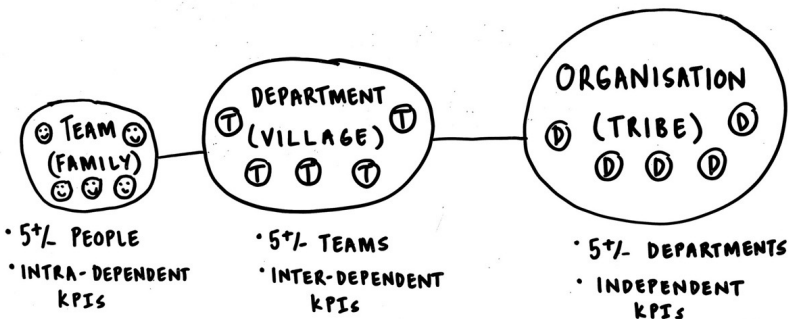 TEAM
(FAMILY)
• 5+/- PEOPLE
• INTRA-DEPENDENT
KPIs
DEPARTMENT
T T
(VILLAGE)
T T T
• 5+/- TEAMS
• INTER-DEPENDENT
KPIs
ORGANISATION
D (TRIBE) D
D D D
• 5+/- DEPARTMENTS
• INDEPENDENT
KPIs